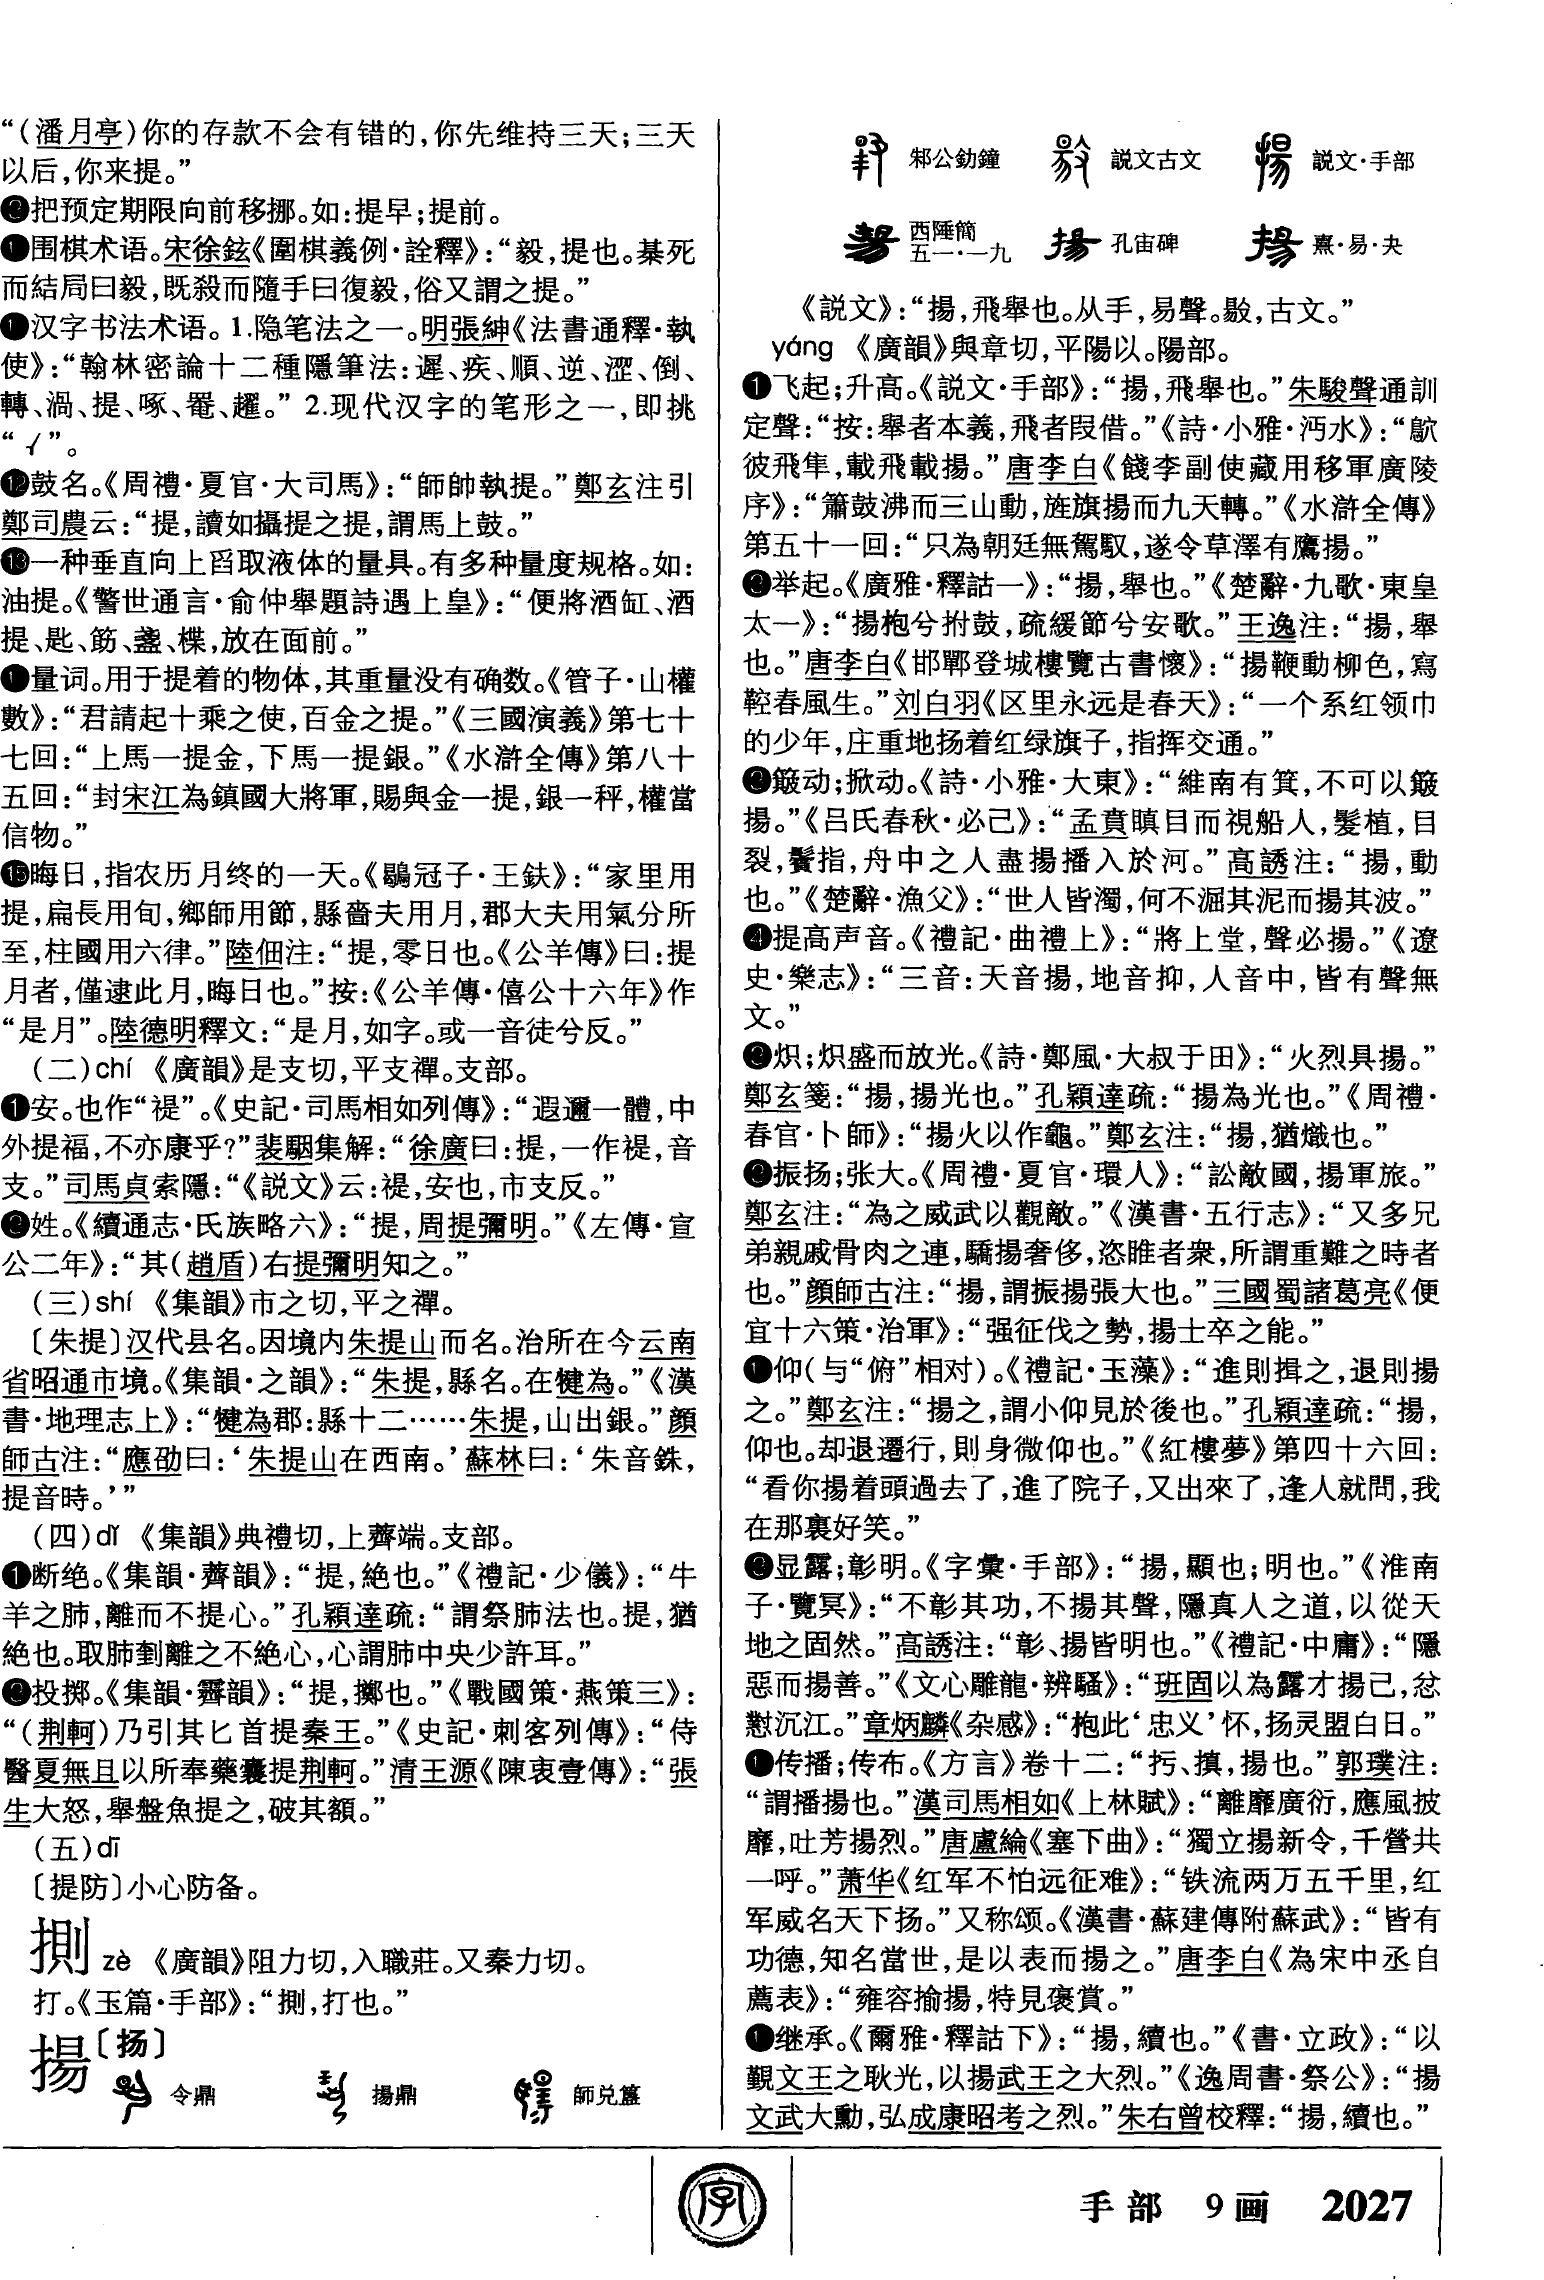 “(潘月亭)你的存款不会有错的,你先维持三天;三天
以后,你来提。”
❾把预定期限向前移挪。如:提早;提前。
❿围棋术语。宋徐鉉《圍棋義例·詮釋》:“毅,提也。棊死
而結局曰毅,既殺而隨手曰復毅,俗又謂之提。”
⓫汉字书法术语。1.隐笔法之一。明張紳《法書通釋·執
使》:“翰林密論十二種隱筆法:遲、疾、順、逆、澀、倒、
轉、渦、提、啄、罨、趯。”2.现代汉字的笔形之一,即挑
“㇀”。
⓬鼓名。《周禮·夏官·大司馬》:“師帥執提。”鄭玄注引
鄭司農云:“提,讀如攝提之提,謂馬上鼓。”
⓭一种垂直向上舀取液体的量具。有多种量度规格。如:
油提。《警世通言·俞仲舉題詩遇上皇》:“便將酒缸、酒
提、匙、筯、盞、楪,放在面前。”
⓮量词。用于提着的物体,其重量没有确数。《管子·山權
數》:“君請起十乘之使,百金之提。”《三國演義》第七十
七回:“上馬一提金,下馬一提銀。”《水滸全傳》第八十
五回:“封宋江為鎮國大將軍,賜與金一提,銀一秤,權當
信物。”
⓯晦日,指农历月终的一天。《鶡冠子·王鈇》:“家里用
提,扁長用旬,鄉師用節,縣嗇夫用月,郡大夫用氣分所
至,柱國用六律。”陸佃注:“提,零日也。《公羊傳》曰:提
月者,僅逮此月,晦日也。”按:《公羊傳·僖公十六年》作
“是月”。陸德明釋文:“是月,如字。或一音徒兮反。”
(二)chí 《廣韻》是支切,平支禪。支部。
❶安。也作“禔”。《史記·司馬相如列傳》:“遐邇一體,中
外提福,不亦康乎?”裴駰集解:“徐廣曰:提,一作禔,音
支。”司馬貞索隱:“《説文》云:禔,安也,市支反。”
❷姓。《續通志·氏族略六》:“提,周提彌明。”《左傳·宣
公二年》:“其(趙盾)右提彌明知之。”
(三)shí 《集韻》市之切,平之禪。
〔朱提〕汉代县名。因境内朱提山而名。治所在今云南
省昭通市境。《集韻·之韻》:“朱提,縣名。在犍為。”《漢
書·地理志上》:“犍為郡:縣十二……朱提,山出銀。”顔
師古注:“應劭曰:‘朱提山在西南。’蘇林曰:‘朱音銖,
提音時。’”
(四)dǐ 《集韻》典禮切,上薺端。支部。
❶断绝。《集韻·薺韻》:“提,絶也。”《禮記·少儀》:“牛
羊之肺,離而不提心。”孔穎達疏:“謂祭肺法也。提,猶
絶也。取肺剉離之不絶心,心謂肺中央少許耳。”
❷投掷。《集韻·霽韻》:“提,擲也。”《戰國策·燕策三》:
“(荆軻)乃引其匕首提秦王。”《史記·刺客列傳》:“侍
醫夏無且以所奉藥囊提荆軻。”清王源《陳衷壹傳》:“張
生大怒,舉盤魚提之,破其額。”
(五)dī
〔提防〕小心防备。
揤 zè 《廣韻》阻力切,入職莊。又秦力切。
打。《玉篇·手部》:“揤,打也。”
揚〔扬〕
令鼎 揚鼎 師兑簋
邾公釛鐘 説文古文 説文·手部
西陲簡五一·一九 孔宙碑 熹·易·夬
《説文》:“揚,飛舉也。从手,昜聲。敭,古文。”
yáng 《廣韻》與章切,平陽以。陽部。
❶飞起;升高。《説文·手部》:“揚,飛舉也。”朱駿聲通訓
定聲:“按:舉者本義,飛者叚借。”《詩·小雅·沔水》:“鴥
彼飛隼,載飛載揚。”唐李白《餞李副使藏用移軍廣陵
序》:“簫鼓沸而三山動,旌旗揚而九天轉。”《水滸全傳》
第五十一回:“只為朝廷無駕馭,遂令草澤有鷹揚。”
❷举起。《廣雅·釋詁一》:“揚,舉也。”《楚辭·九歌·東皇
太一》:“揚枹兮拊鼓,疏緩節兮安歌。”王逸注:“揚,舉
也。”唐李白《邯鄲登城樓覽古書懷》:“揚鞭動柳色,寫
鞚春風生。”刘白羽《区里永远是春天》:“一个系红领巾
的少年,庄重地扬着红绿旗子,指挥交通。”
❸簸动;掀动。《詩·小雅·大東》:“維南有箕,不可以簸
揚。”《吕氏春秋·必己》:“孟賁瞋目而視船人,髮植,目
裂,鬢指,舟中之人盡揚播入於河。”高誘注:“揚,動
也。”《楚辭·漁父》:“世人皆濁,何不淈其泥而揚其波。”
❹提高声音。《禮記·曲禮上》:“將上堂,聲必揚。”《遼
史·樂志》:“三音:天音揚,地音抑,人音中,皆有聲無
文。”
❺炽;炽盛而放光。《詩·鄭風·大叔于田》:“火烈具揚。”
鄭玄箋:“揚,揚光也。”孔穎達疏:“揚為光也。”《周禮·
春官·卜師》:“揚火以作龜。”鄭玄注:“揚,猶熾也。”
❻振扬;张大。《周禮·夏官·環人》:“訟敵國,揚軍旅。”
鄭玄注:“為之威武以觀敵。”《漢書·五行志》:“又多兄
弟親戚骨肉之連,驕揚奢侈,恣睢者衆,所謂重難之時者
也。”顔師古注:“揚,謂振揚張大也。”三國蜀諸葛亮《便
宜十六策·治軍》:“强征伐之勢,揚士卒之能。”
❼仰(与“俯”相对)。《禮記·玉藻》:“進則揖之,退則揚
之。”鄭玄注:“揚之,謂小仰見於後也。”孔穎達疏:“揚,
仰也。却退遷行,則身微仰也。”《紅樓夢》第四十六回:
“看你揚着頭過去了,進了院子,又出來了,逢人就問,我
在那裏好笑。”
❽显露;彰明。《字彙·手部》:“揚,顯也;明也。”《淮南
子·覽冥》:“不彰其功,不揚其聲,隱真人之道,以從天
地之固然。”高誘注:“彰、揚皆明也。”《禮記·中庸》:“隱
惡而揚善。”《文心雕龍·辨騷》:“班固以為露才揚己,忿
懟沉江。”章炳麟《杂感》:“枹此‘忠义’怀,扬灵盟白日。”
❾传播;传布。《方言》卷十二:“扝、搷,揚也。”郭璞注:
“謂播揚也。”漢司馬相如《上林賦》:“離靡廣衍,應風披
靡,吐芳揚烈。”唐盧綸《塞下曲》:“獨立揚新令,千營共
一呼。”萧华《红军不怕远征难》:“铁流两万五千里,红
军威名天下扬。”又称颂。《漢書·蘇建傳附蘇武》:“皆有
功德,知名當世,是以表而揚之。”唐李白《為宋中丞自
薦表》:“雍容揄揚,特見褒賞。”
❿继承。《爾雅·釋詁下》:“揚,續也。”《書·立政》:“以
覲文王之耿光,以揚武王之大烈。”《逸周書·祭公》:“揚
文武大勳,弘成康昭考之烈。”朱右曾校釋:“揚,續也。”
字
手部 9画 2027